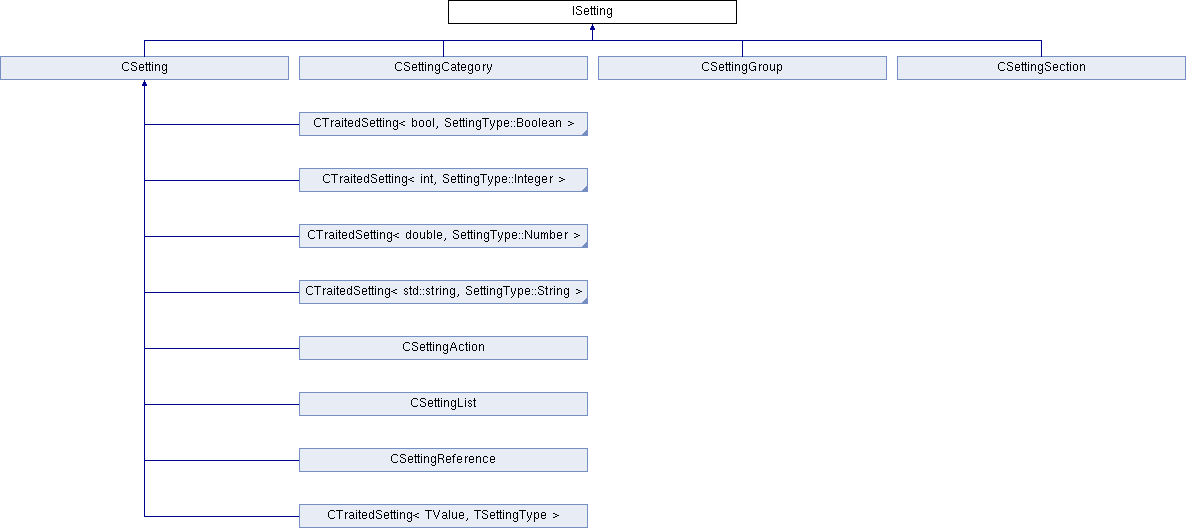 ISetting
CSetting
CSettingCategory
CSettingGroup
CSettingSection
CTraitedSetting< bool, SettingType::Boolean >
CTraitedSetting< int, SettingType::Integer >
CTraitedSetting< double, SettingType::Number >
CTraitedSetting< std::string, SettingType::String >
CSettingAction
CSettingList
CSettingReference
CTraitedSetting< TValue, TSettingType >